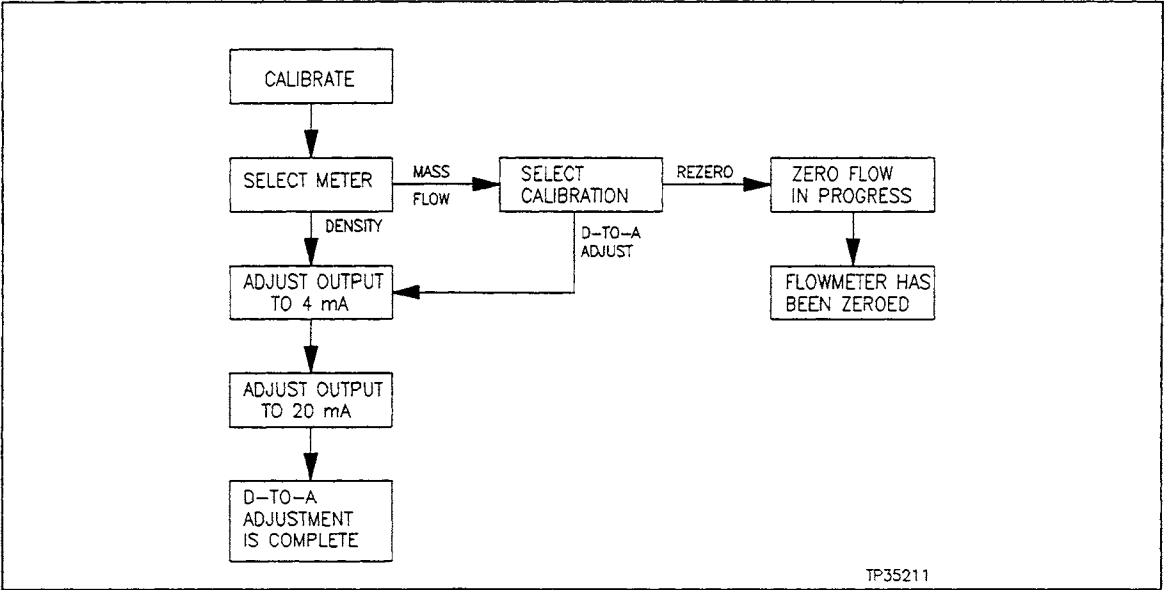 CALIBRATE
SELECT METER
MASS
FLOW
SELECT
CALIBRATION
REZERO
ZERO FLOW
IN PROGRESS
DENSITY
D-TO-A
ADJUST
ADJUST OUTPUT
TO 4 mA
FLOWMETER HAS
BEEN ZEROED
ADJUST OUTPUT
TO 20 mA
D-TO-A
ADJUSTMENT
IS COMPLETE
TP35211